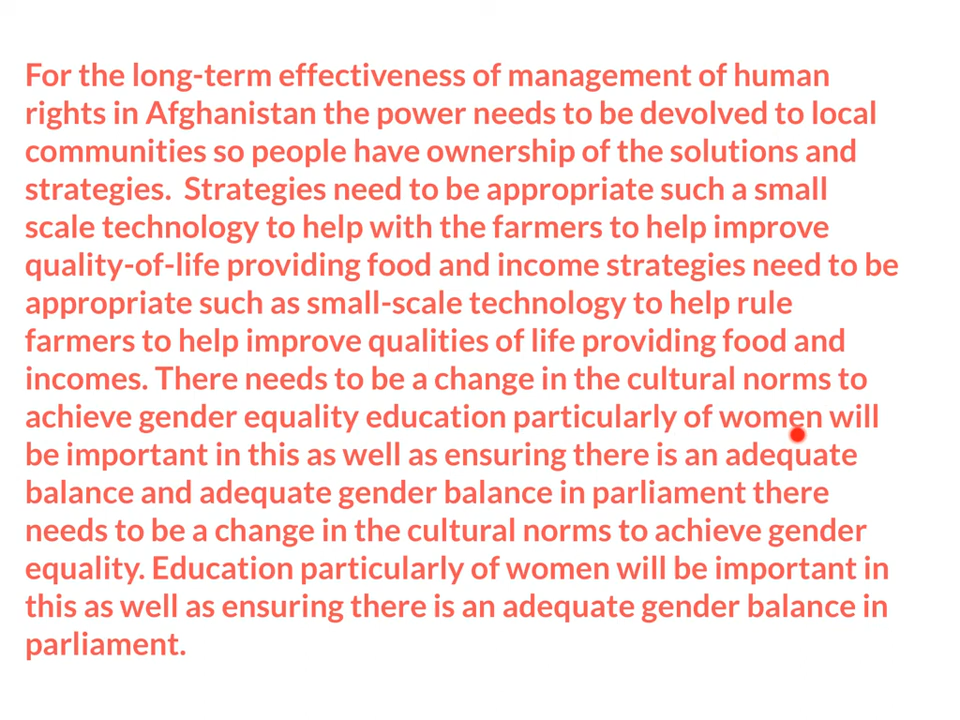 For the long-term effectiveness of management of human
rights in Afghanistan the power needs to be devolved to local
communities so people have ownership of the solutions and
strategies. Strategies need to be appropriate such a small
scale technology to help with the farmers to help improve
quality-of-life providing food and income strategies need to be
appropriate such as small-scale technology to help rule
farmers to help improve qualities of life providing food and
incomes. There needs to be a change in the cultural norms to
achieve gender equality education particularly of women will
be important in this as well as ensuring there is an adequate
balance and adequate gender balance in parliament there
needs to be a change in the cultural norms to achieve gender
equality. Education particularly of women will be important in
this as well as ensuring there is an adequate gender balance in
parliament.